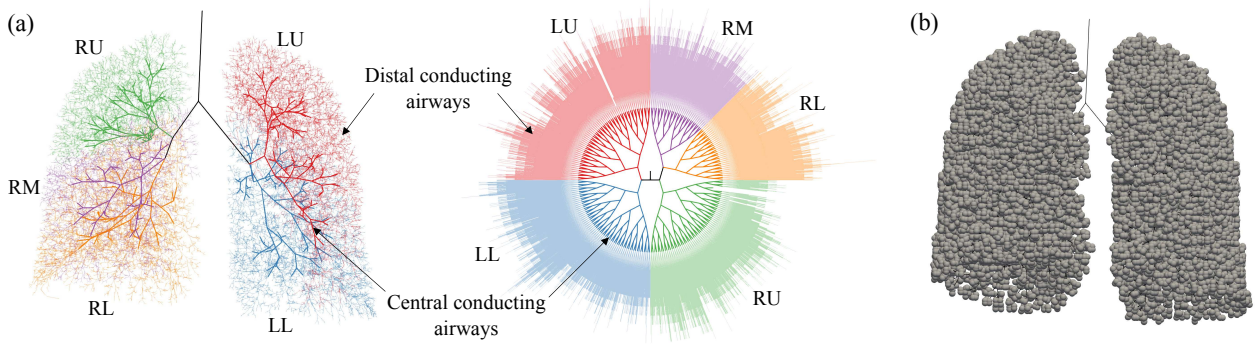 (a)
RU
LU
Distal conducting
airways
RM
RL
LL
Central conducting
airways
LU
RM
RL
LL
RU
(b)